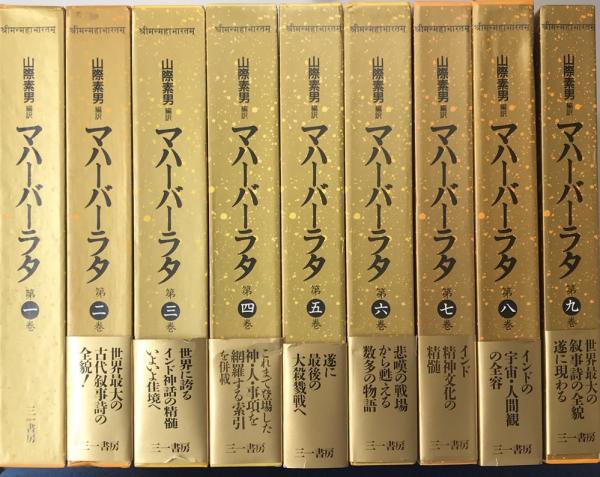 श्रीमन्महाभारतम्
山際素男 編訳
マハーバーラタ
第一巻
三一書房
श्रीमन्महाभारतम्
山際素男 編訳
マハーバーラタ
第二巻
世界最大の
古代叙事詩の
全貌!
三一書房
श्रीमन्महाभारतम्
山際素男 編訳
マハーバーラタ
第三巻
世界に誇る
インド神話の精髄
いよいよ佳境へ
三一書房
श्रीमन्महाभारतम्
山際素男 編訳
マハーバーラタ
第四巻
これまで登場した
神・人・事項を
網羅する索引
を併載
三一書房
श्रीमन्महाभारतम्
山際素男 編訳
マハーバーラタ
第五巻
遂に
最後の
大殺戮戦へ
三一書房
श्रीमन्महाभारतम्
山際素男 編訳
マハーバーラタ
第六巻
悲嘆の戦場
から甦える
数多の物語
三一書房
श्रीमन्महाभारतम्
山際素男 編訳
マハーバーラタ
第七巻
インド
精神文化の
精髄
三一書房
श्रीमन्महाभारतम्
山際素男 編訳
マハーバーラタ
第八巻
インドの
宇宙・人間観
の全容
三一書房
श्रीमन्महाभारतम्
山際素男 編訳
マハーバーラタ
第九巻
世界最大の
叙事詩の全貌
遂に現わる
三一書房